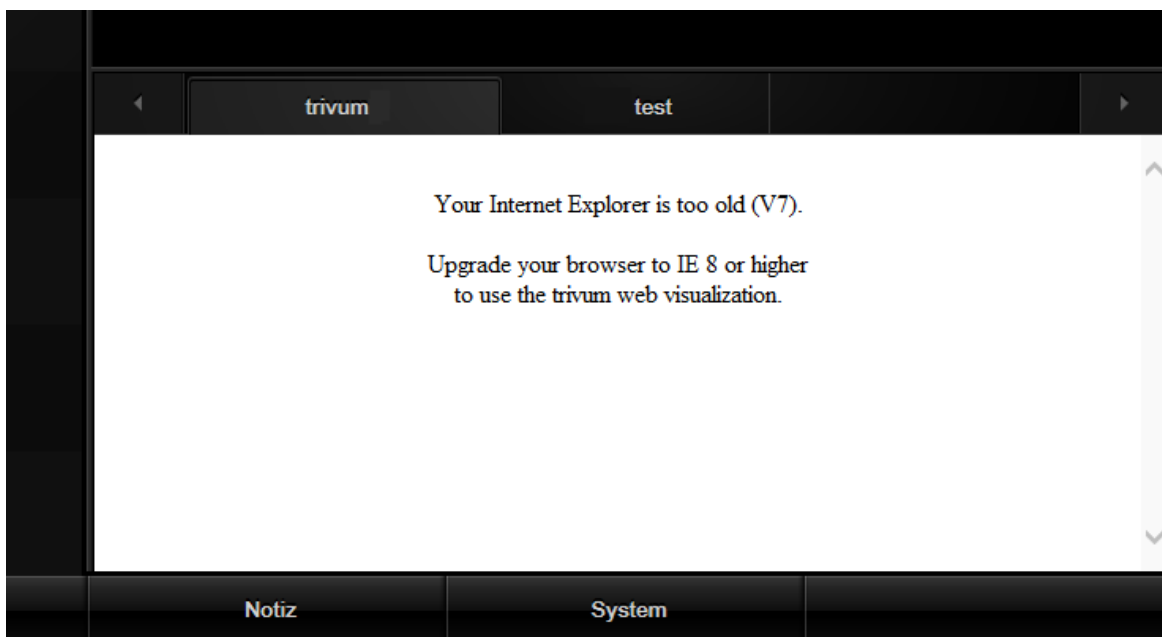 trivum
test
Your Internet Explorer is too old (V7).
Upgrade your browser to IE 8 or higher
to use the trivum web visualization.
Notiz
System